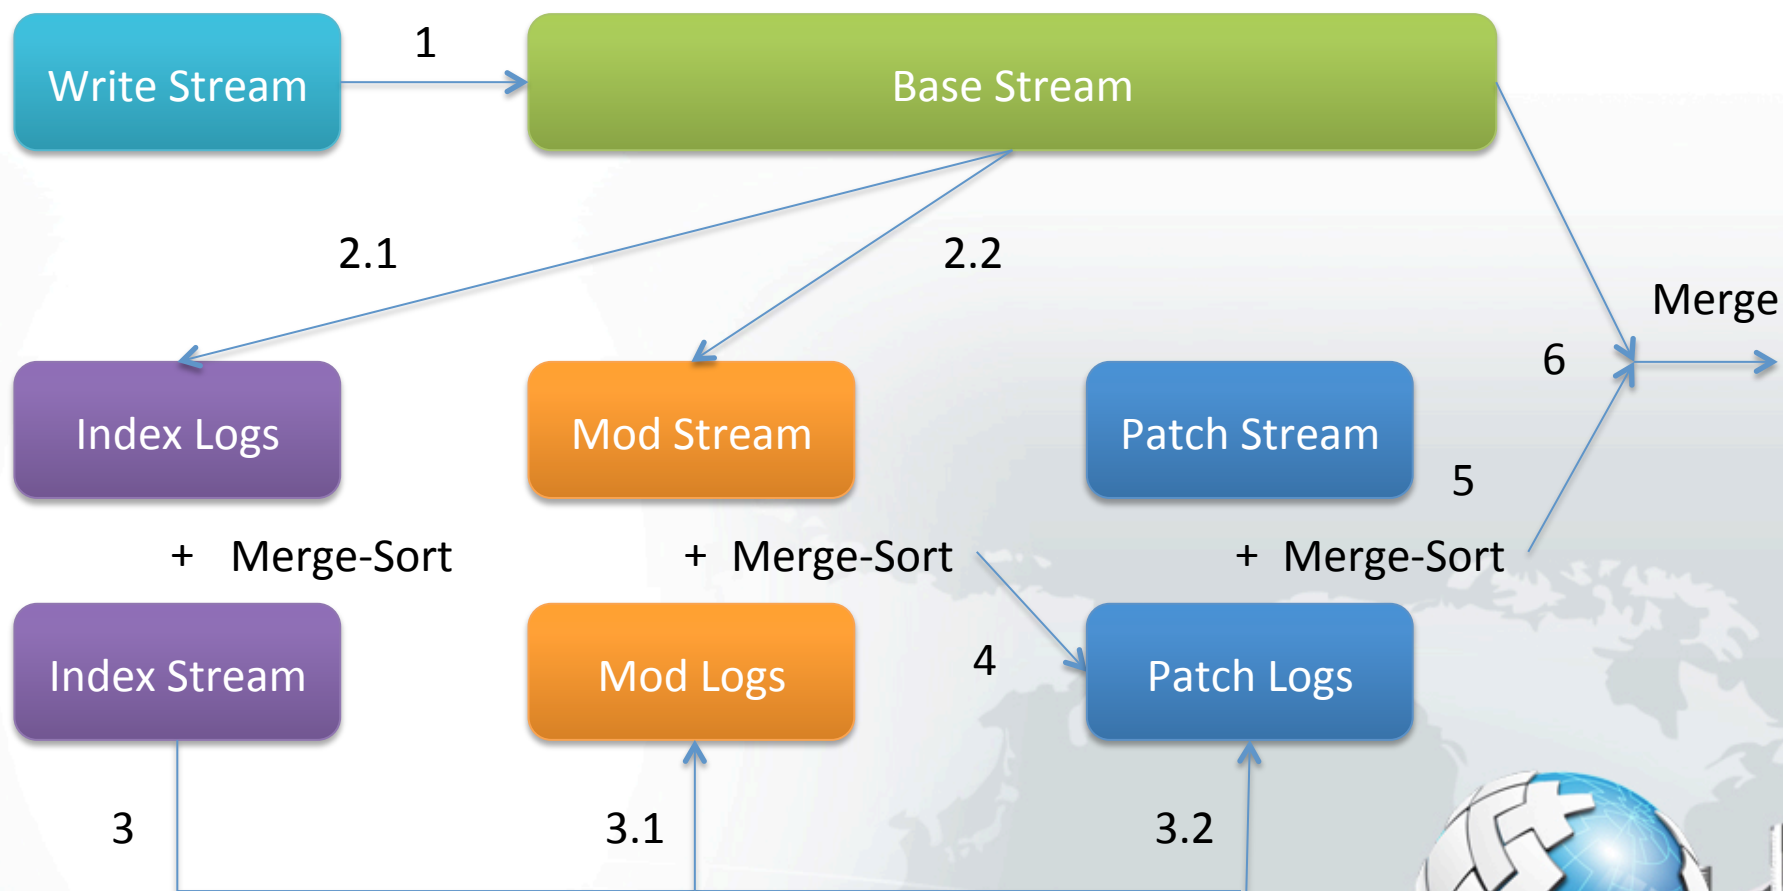 1
Write Stream
Base Stream
2.1
2.2
Merge
6
Index Logs
Mod Stream
Patch Stream
5
+ Merge-Sort
+ Merge-Sort
+ Merge-Sort
Index Stream
Mod Logs
4
Patch Logs
3
3.1
3.2